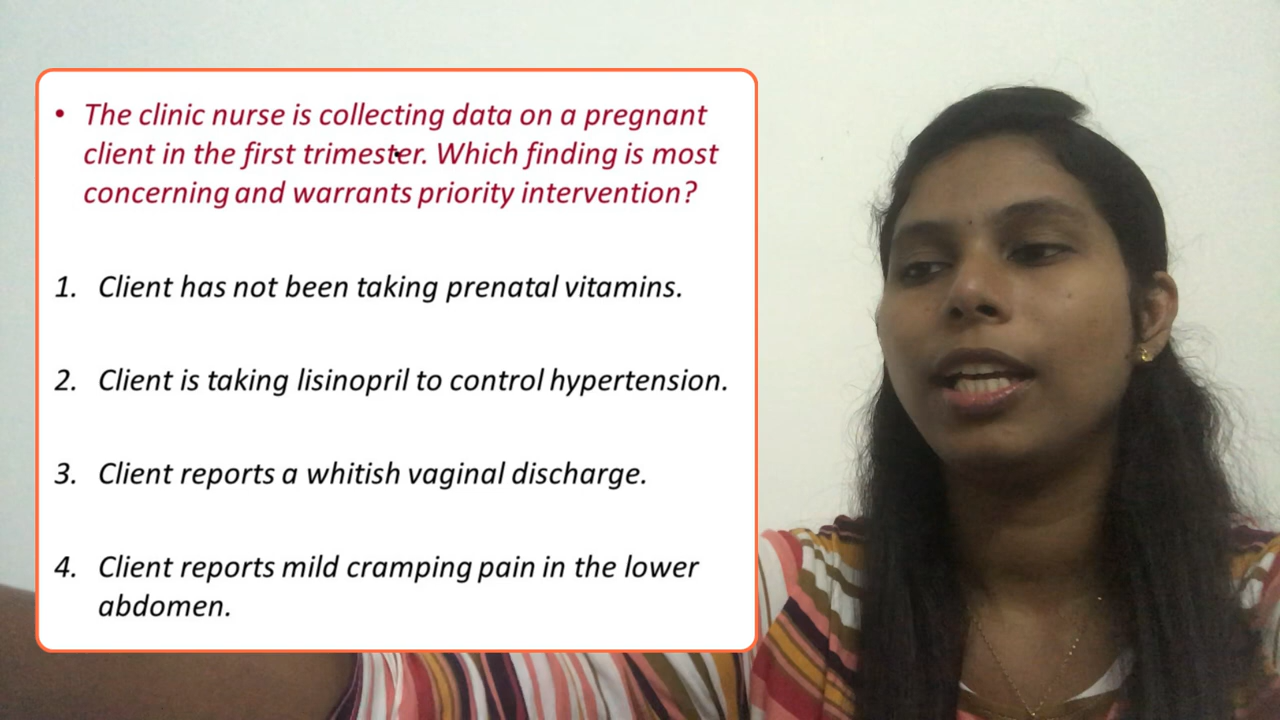 • The clinic nurse is collecting data on a pregnant
client in the first trimester. Which finding is most
concerning and warrants priority intervention?
1. Client has not been taking prenatal vitamins.
2. Client is taking lisinopril to control hypertension.
3. Client reports a whitish vaginal discharge.
4. Client reports mild cramping pain in the lower
abdomen.